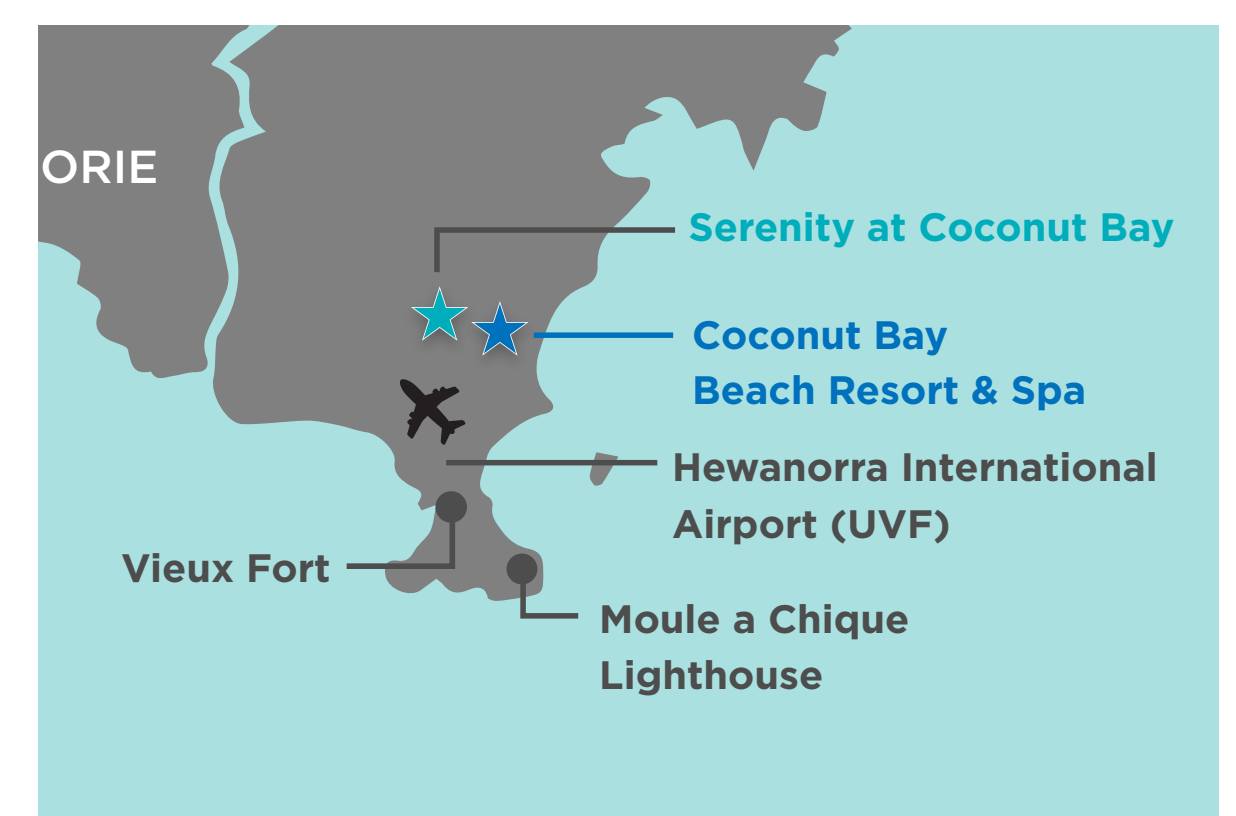 ORIE
Serenity at Coconut Bay
Coconut Bay
Beach Resort & Spa
Hewanorra International
Airport (UVF)
Vieux Fort
Moule a Chique
Lighthouse